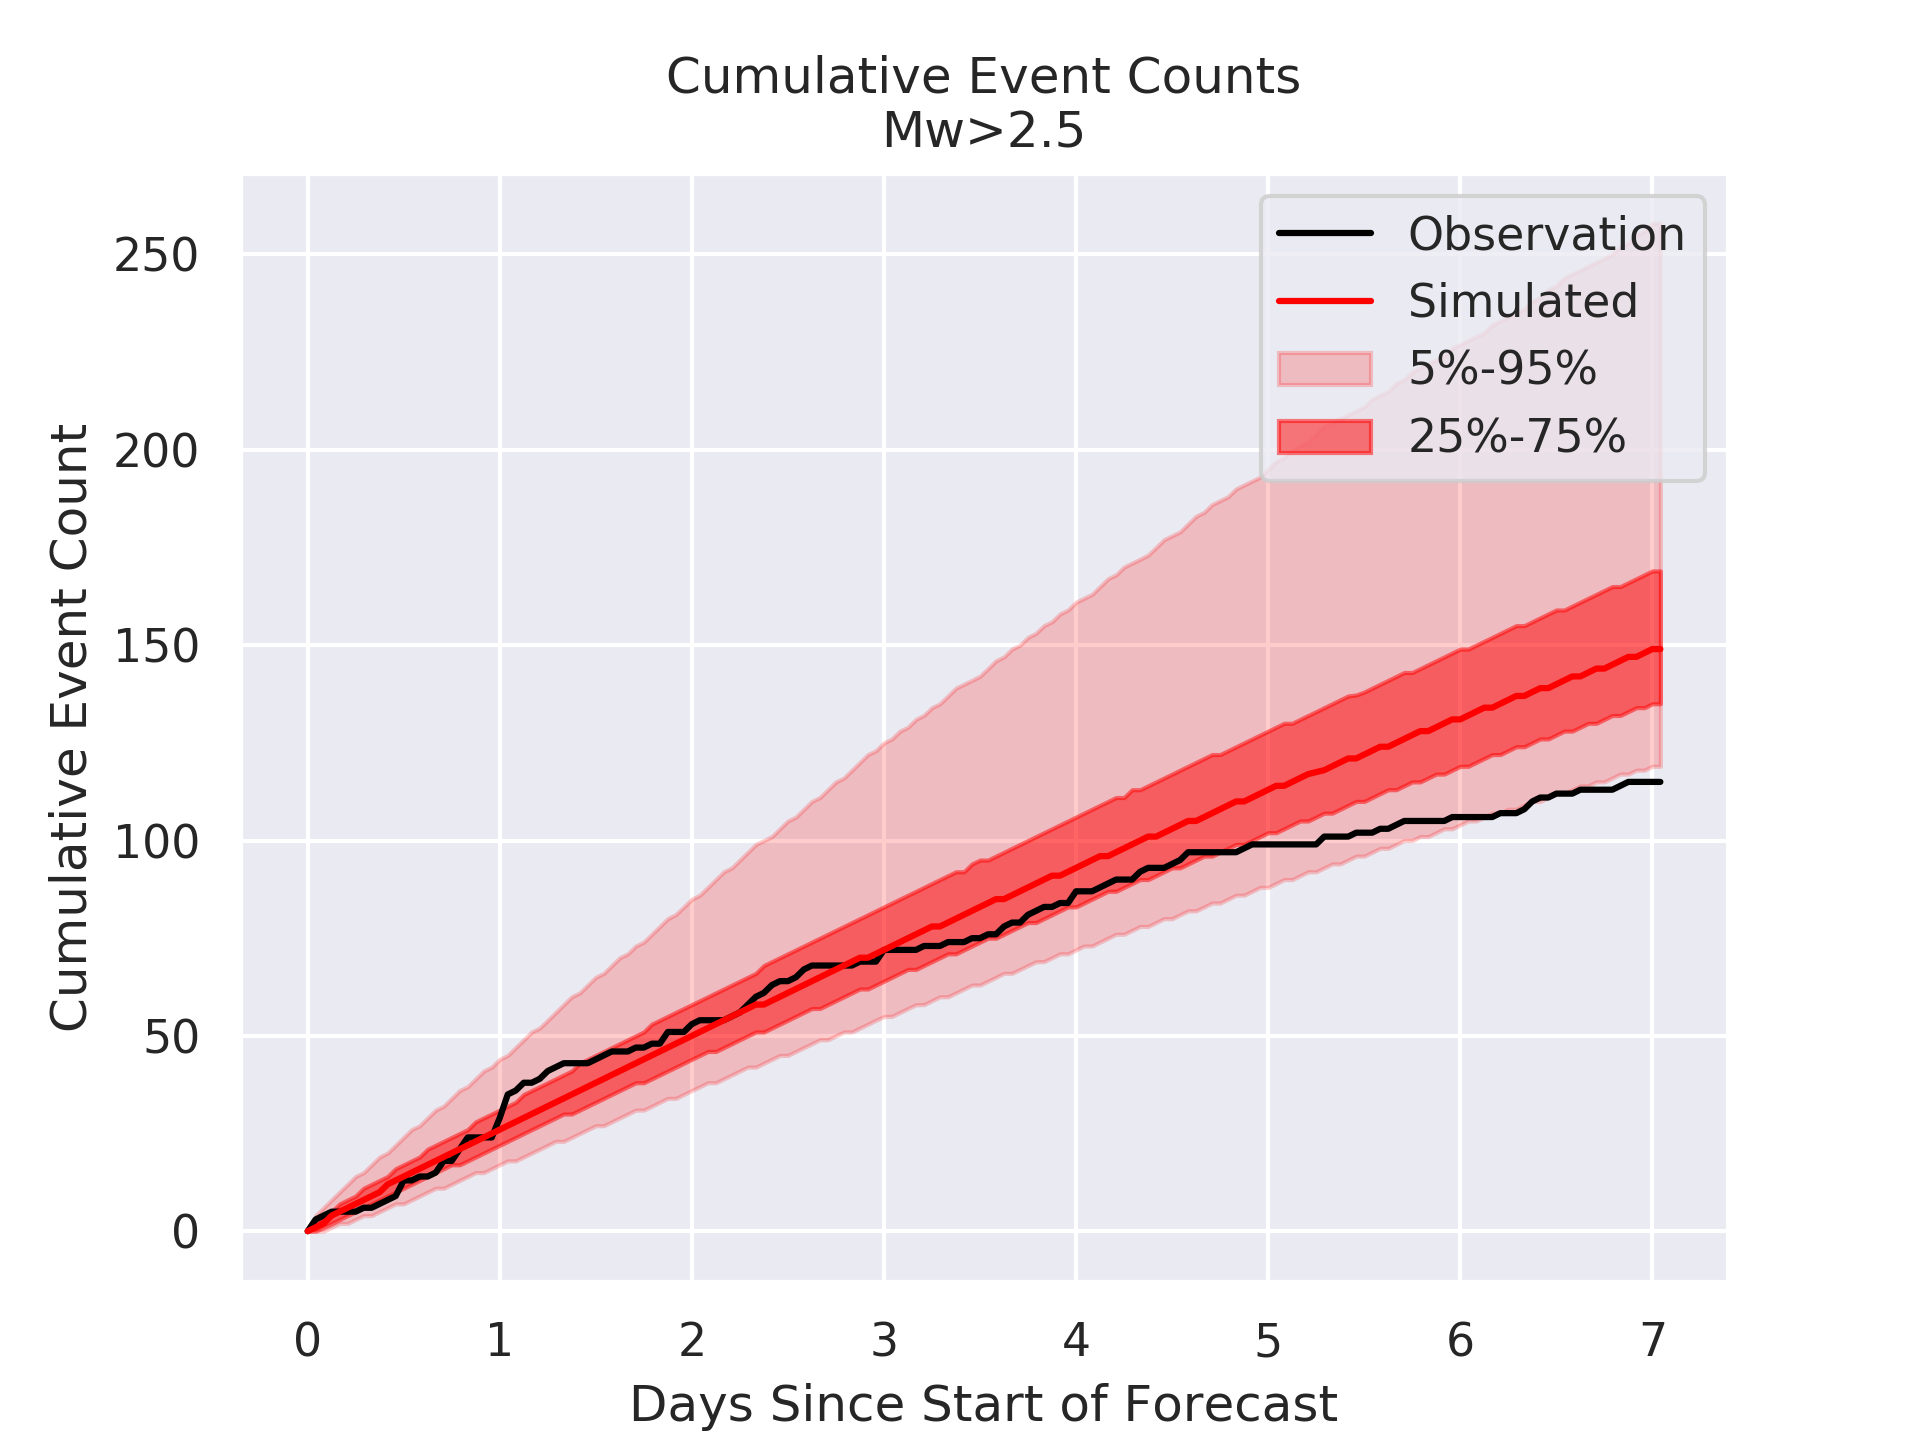 Cumulative Event Counts
Mw>2.5
Observation
Simulated
5%-95%
25%-75%
Cumulative Event Count
250
200
150
100
50
0
0 1 2 3 4 5 6 7
Days Since Start of Forecast